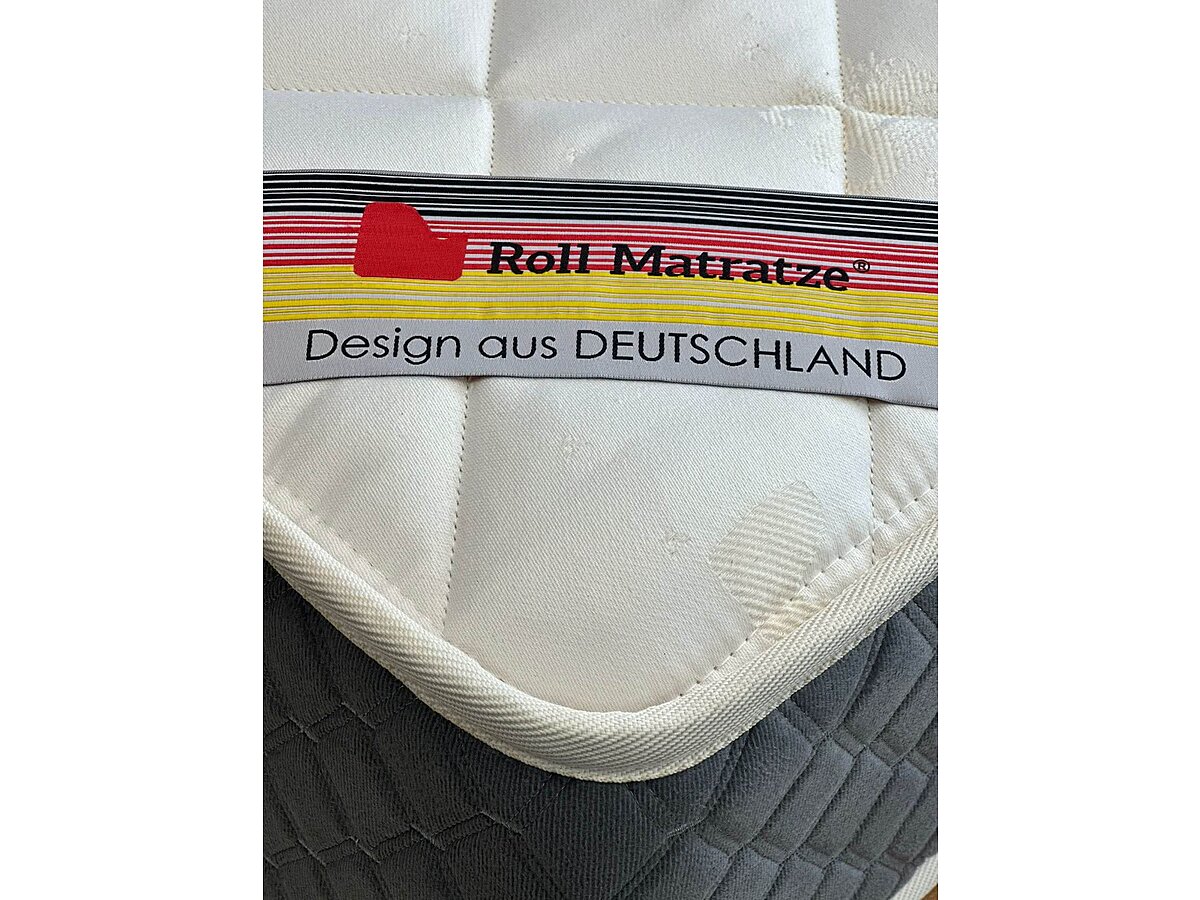 Roll Matratze®
Design aus DEUTSCHLAND